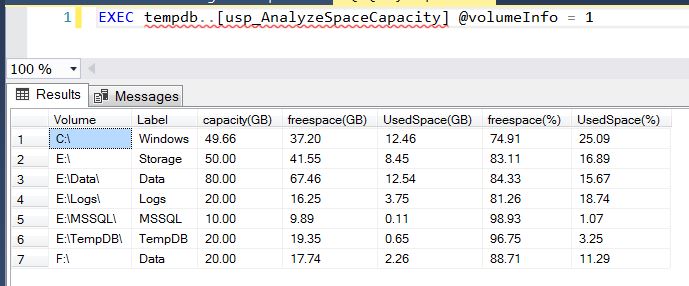 1 EXEC tempdb..[usp_AnalyzeSpaceCapacity] @volumeInfo = 1
100 %
Results Messages
Volume Label capacity(GB) freespace(GB) UsedSpace(GB) freespace(%) UsedSpace(%)
1 C:\ Windows 49.66 37.20 12.46 74.91 25.09
2 E:\ Storage 50.00 41.55 8.45 83.11 16.89
3 E:\Data\ Data 80.00 67.46 12.54 84.33 15.67
4 E:\Logs\ Logs 20.00 16.25 3.75 81.26 18.74
5 E:\MSSQL\ MSSQL 10.00 9.89 0.11 98.93 1.07
6 E:\TempDB\ TempDB 20.00 19.35 0.65 96.75 3.25
7 F:\ Data 20.00 17.74 2.26 88.71 11.29